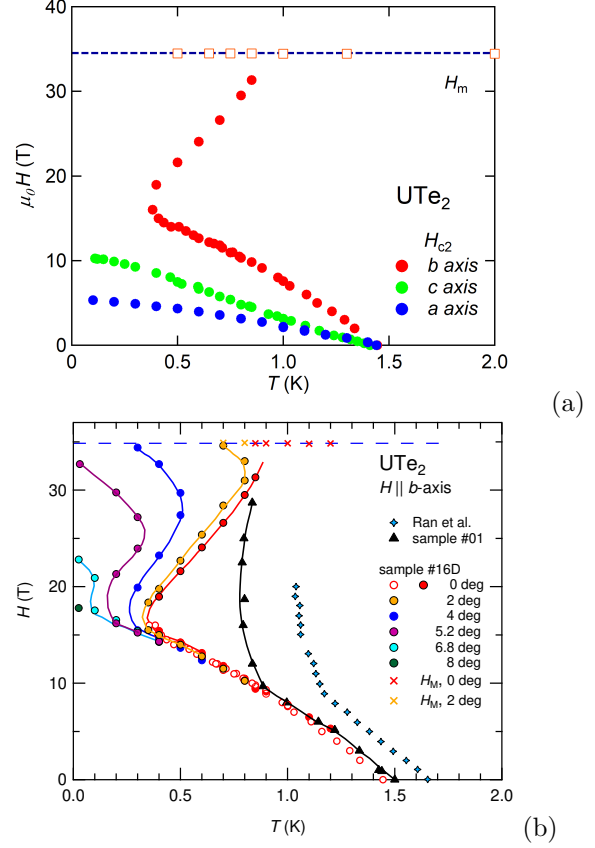 40
30
20
10
0
μ₀H (T)
0.5
1.0
1.5
2.0
T (K)
Hm
UTe2
Hc2
b axis
c axis
a axis
(a)
30
20
10
0
H (T)
0.0
0.5
1.0
1.5
2.0
T (K)
UTe2
H || b-axis
Ran et al.
sample #01
sample #16D
0 deg
2 deg
4 deg
5.2 deg
6.8 deg
8 deg
HM, 0 deg
HM, 2 deg
(b)